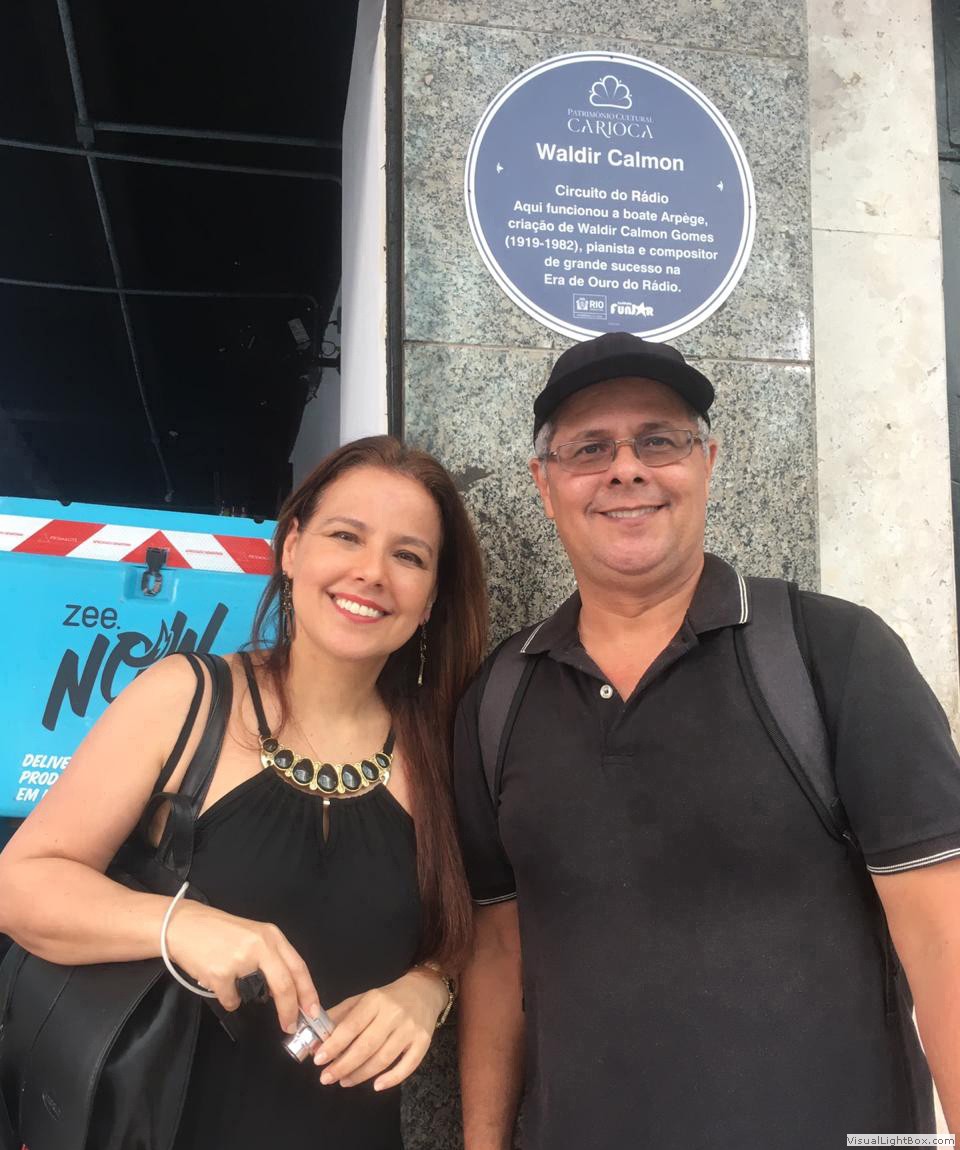 PATRIMÔNIO CULTURAL
CARIOCA
Waldir Calmon
Circuito do Rádio
Aqui funcionou a boate Arpège,
criação de Waldir Calmon Gomes
(1919-1982), pianista e compositor
de grande sucesso na
Era de Ouro do Rádio.
RIO
FUNJOR
zee.
NOW
DELIVE
PROD
EM
VisualLightBox.com